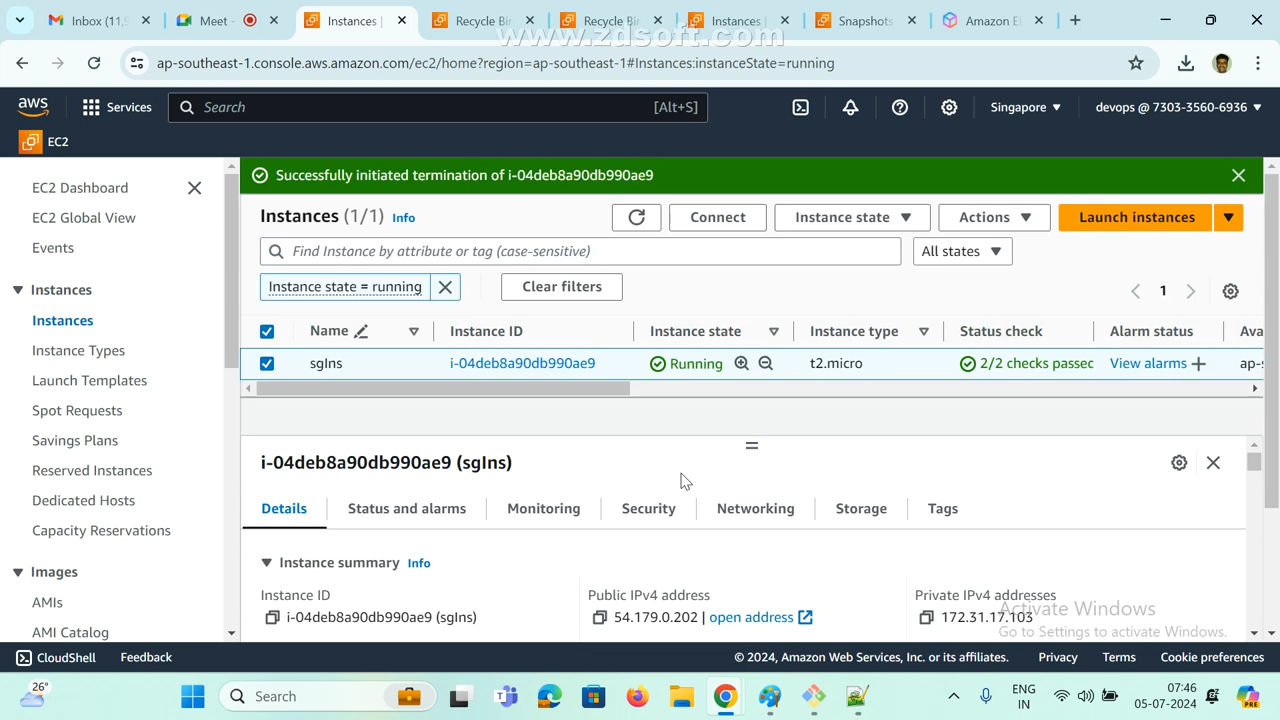 Inbox (11,9
Meet -
Instances |
Recycle Bi
Recycle Bi
Instances |
Snapshots
Amazon E
www.zdsoft.com
ap-southeast-1.console.aws.amazon.com/ec2/home?region=ap-southeast-1#Instances:instanceState=running
aws
Services
Search
[Alt+S]
Singapore
devops @ 7303-3560-6936
EC2
EC2 Dashboard
EC2 Global View
Events
Instances
Instances
Instance Types
Launch Templates
Spot Requests
Savings Plans
Reserved Instances
Dedicated Hosts
Capacity Reservations
Images
AMIs
AMI Catalog
Successfully initiated termination of i-04deb8a90db990ae9
Instances (1/1) Info
Connect
Instance state
Actions
Launch instances
Find Instance by attribute or tag (case-sensitive)
All states
Instance state = running
Clear filters
1
Name
Instance ID
Instance state
Instance type
Status check
Alarm status
Ava
sgIns
i-04deb8a90db990ae9
Running
t2.micro
2/2 checks passec
View alarms
ap-
i-04deb8a90db990ae9 (sgIns)
Details
Status and alarms
Monitoring
Security
Networking
Storage
Tags
Instance summary Info
Instance ID
i-04deb8a90db990ae9 (sgIns)
Public IPv4 address
54.179.0.202 | open address
Private IPv4 addresses
172.31.17.103
Activate Windows
Go to Settings to activate Windows.
CloudShell
Feedback
© 2024, Amazon Web Services, Inc. or its affiliates.
Privacy
Terms
Cookie preferences
26°
Search
ENG
IN
07:46
05-07-2024
PRE